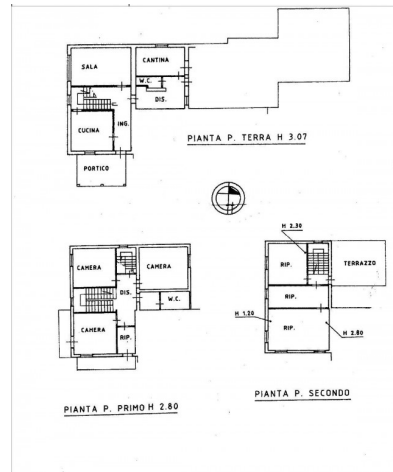 SALA
CANTINA
W.C.
DIS.
CUCINA
ING.
PORTICO
PIANTA P. TERRA H 3.07
CAMERA
CAMERA
DIS.
W.C.
CAMERA
RIP.
PIANTA P. PRIMO H 2.80
H 2.30
RIP.
TERRAZZO
RIP.
H 1.20
RIP.
H 2.80
PIANTA P. SECONDO